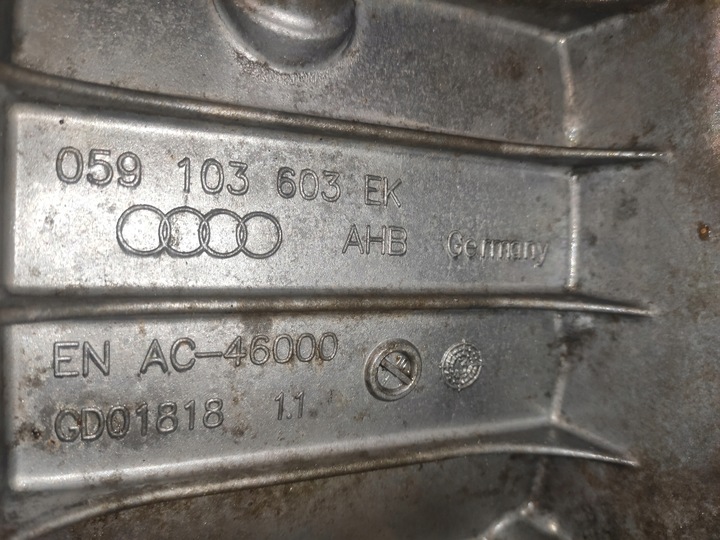 059 103 603 EK
AHB Germany
EN AC-46000
GD01818 1.1